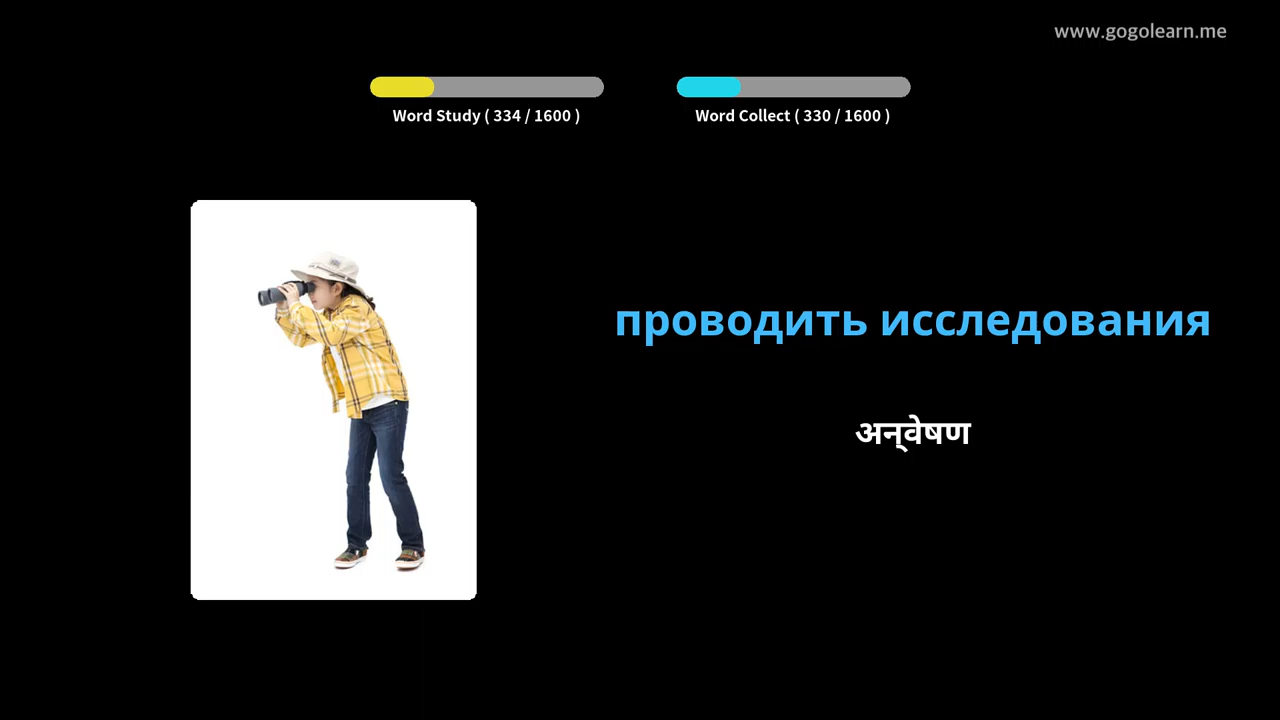 www.gogolearn.me
Word Study ( 334 / 1600 )
Word Collect ( 330 / 1600 )
проводить исследования
अन्वेषण